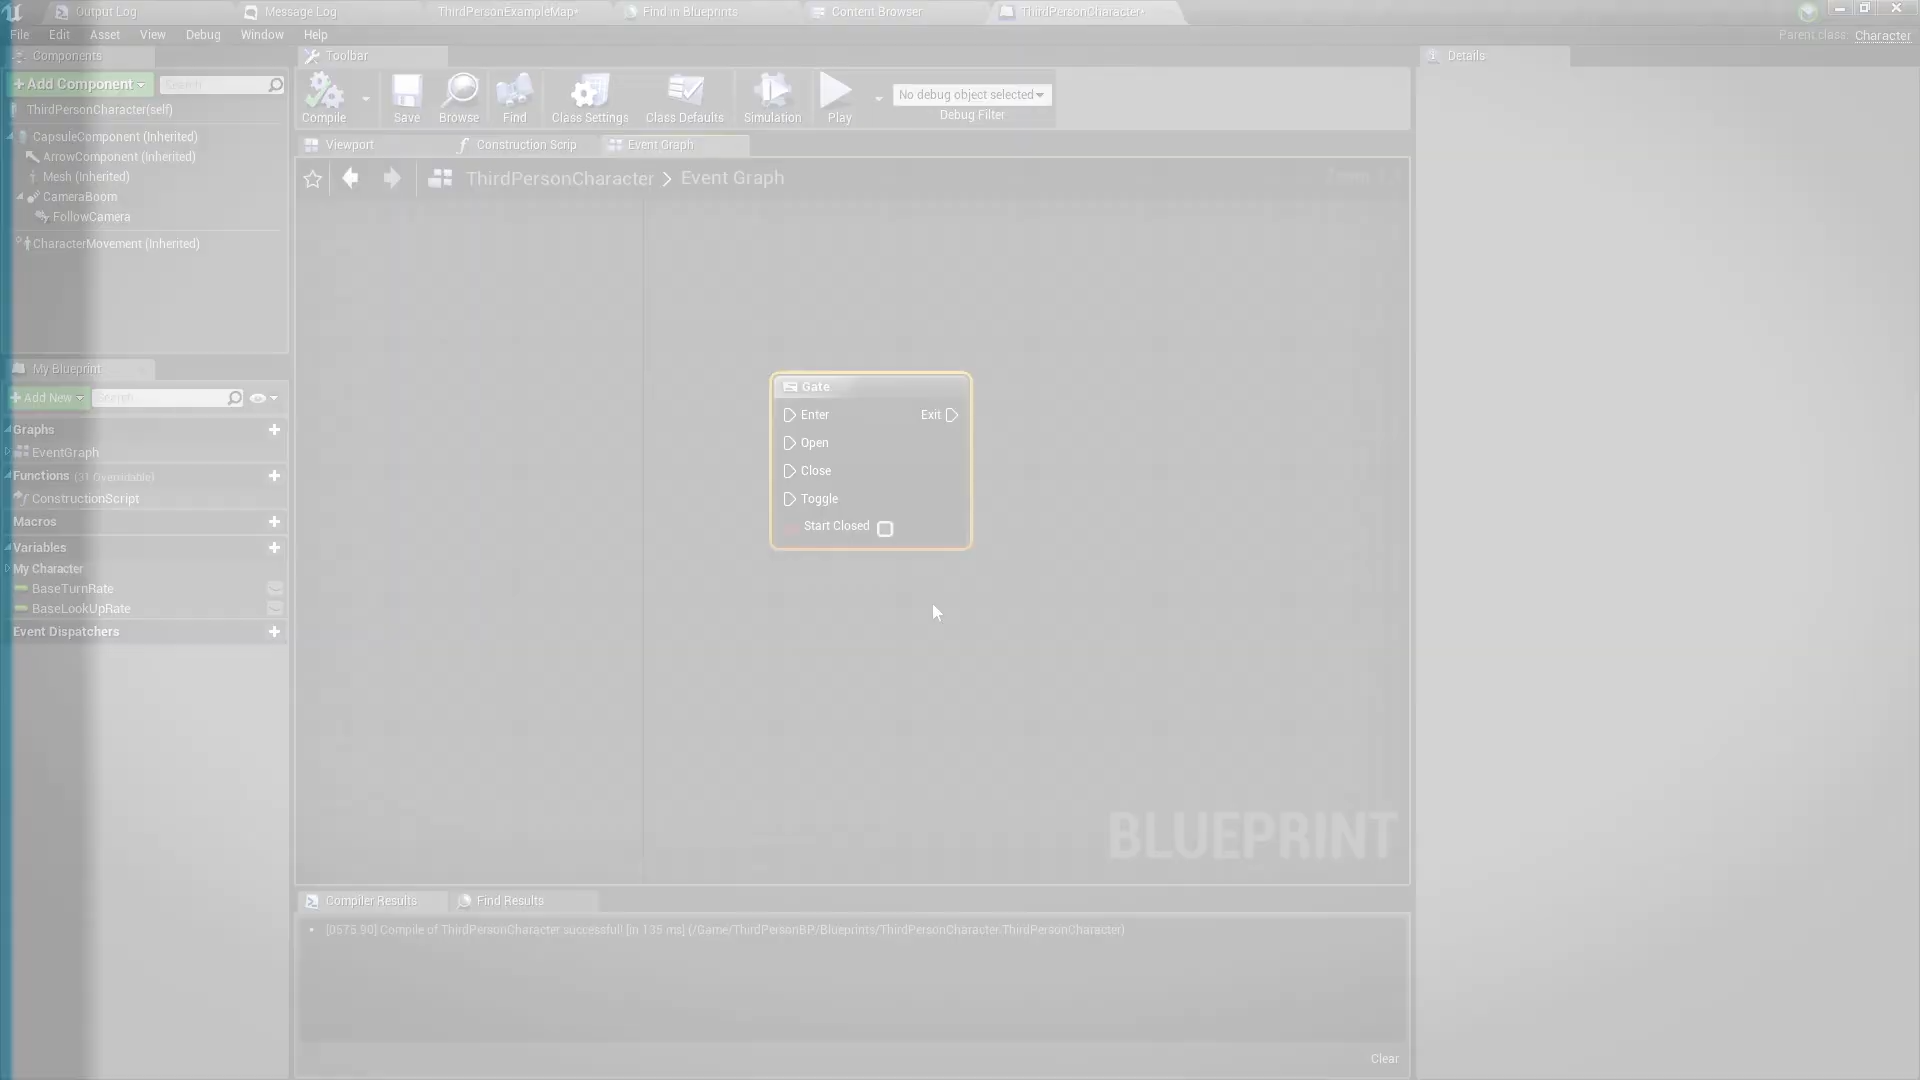 Output Log
Message Log
ThirdPersonExampleMap*
Find in Blueprints
Content Browser
ThirdPersonCharacter*
File Edit Asset View Debug Window Help
Parent class: Character
Components
+ Add Component
Search
ThirdPersonCharacter(self)
CapsuleComponent (Inherited)
ArrowComponent (Inherited)
Mesh (Inherited)
CameraBoom
FollowCamera
CharacterMovement (Inherited)
My Blueprint
+ Add New
Search
Graphs
EventGraph
Functions (31 Overridable)
ConstructionScript
Macros
Variables
My Character
BaseTurnRate
BaseLookUpRate
Event Dispatchers
Toolbar
Compile
Save
Browse
Find
Class Settings
Class Defaults
Simulation
Play
No debug object selected
Debug Filter
Viewport
Construction Scrip
Event Graph
ThirdPersonCharacter > Event Graph
Gate
Enter Exit
Open
Close
Toggle
Start Closed
BLUEPRINT
Compiler Results
Find Results
[0575.90] Compile of ThirdPersonCharacter successful! [in 135 ms] (/Game/ThirdPersonBP/Blueprints/ThirdPersonCharacter.ThirdPersonCharacter)
Clear
Details